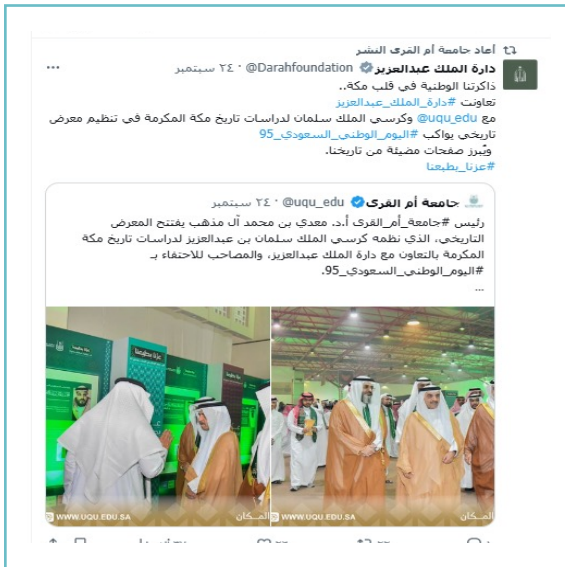 أعاد جامعة أم القرى النشر
دارة الملك عبدالعزيز @Darahfoundation · ٢٤ سبتمبر
ذاكرتنا الوطنية في قلب مكة..
تعاونت #دارة_الملك_عبدالعزيز
مع @uqu_edu وكرسي الملك سلمان لدراسات تاريخ مكة المكرمة في تنظيم معرض
تاريخي يواكب #اليوم_الوطني_السعودي_95
ويُبرز صفحات مضيئة من تاريخنا.
#عزنا_بطبعنا
جامعة أم القرى @uqu_edu · ٢٤ سبتمبر
رئيس #جامعة_أم_القرى أ.د. معدي بن محمد آل مذهب يفتتح المعرض
التاريخي، الذي نظمه كرسي الملك سلمان بن عبدالعزيز لدراسات تاريخ مكة
المكرمة بالتعاون مع دارة الملك عبدالعزيز، والمصاحب للاحتفاء بـ
#اليوم_الوطني_السعودي_95.
...
عزنا بطبعنا
WWW.UQU.EDU.SA
المـكان
WWW.UQU.EDU.SA
المـكان